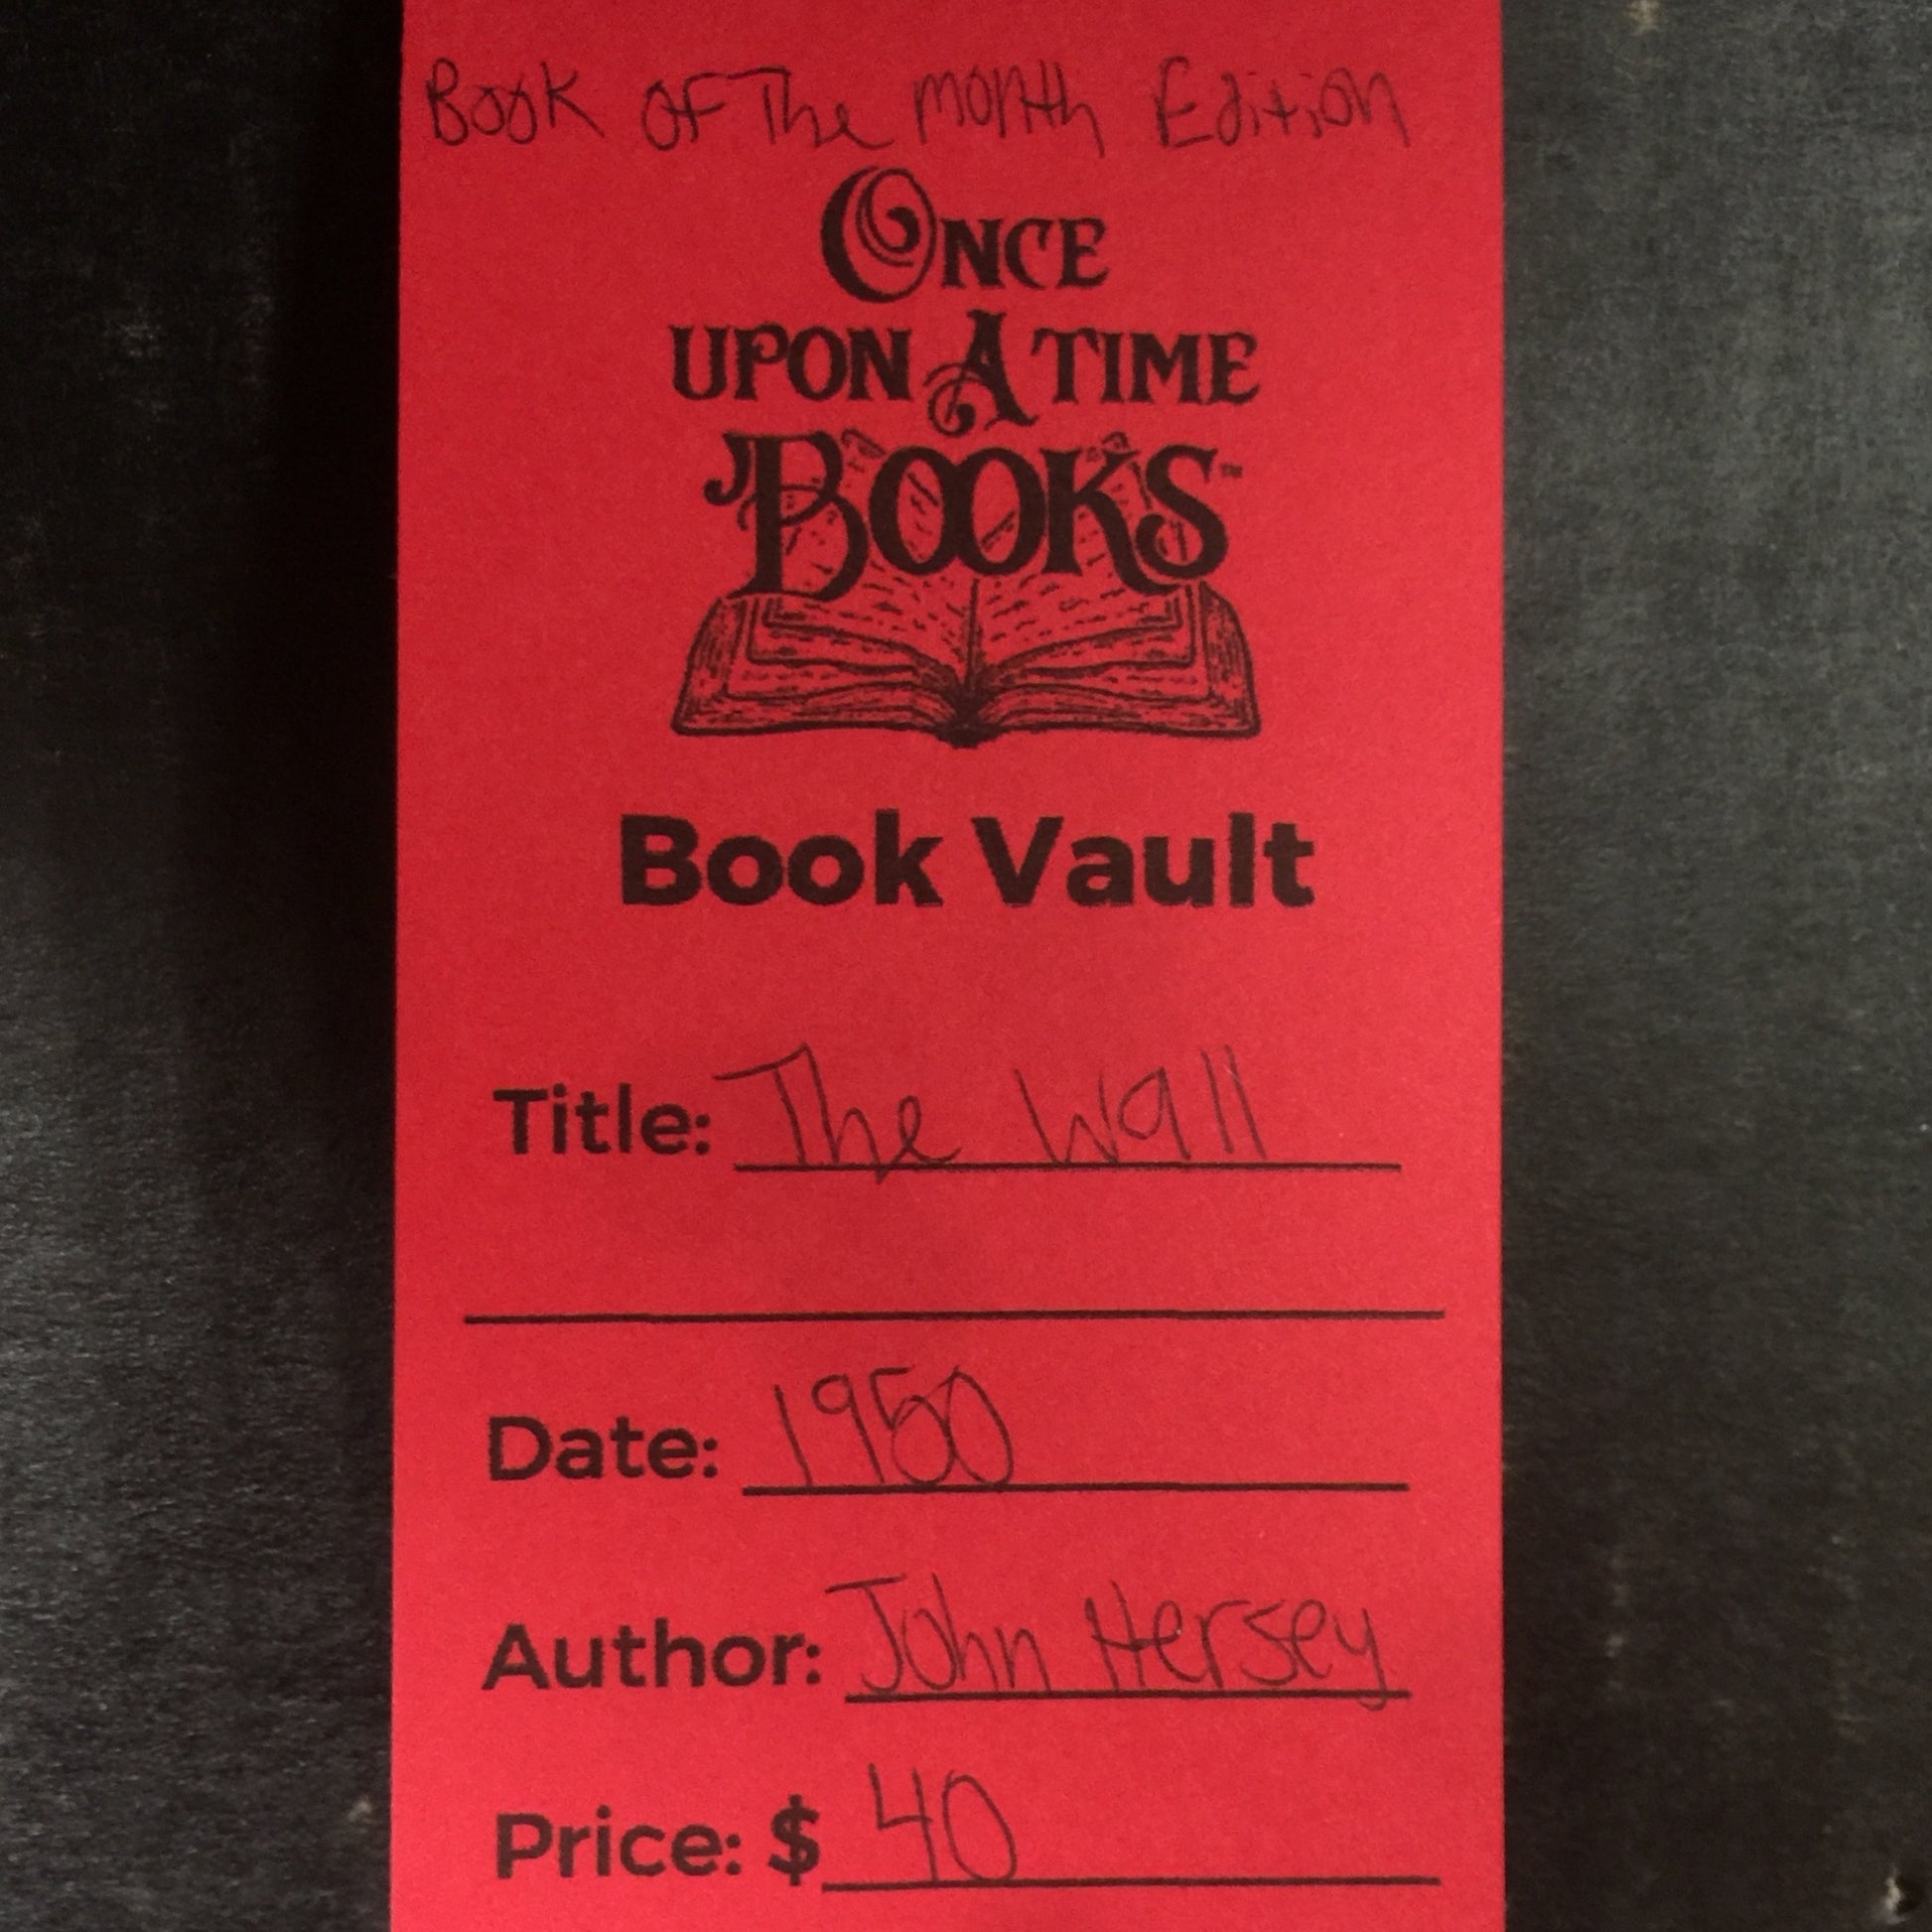 Book OF The month Edition
ONCE
UPON A TIME
BOOKS™
Book Vault
Title: The Wall
Date: 1950
Author: John Hersey
Price: $ 40